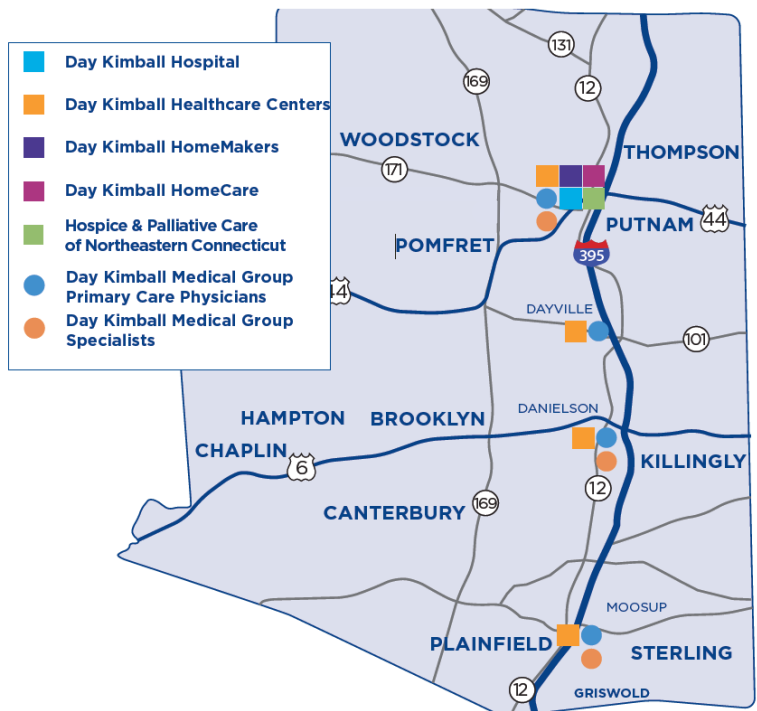 Day Kimball Hospital
Day Kimball Healthcare Centers
Day Kimball HomeMakers
Day Kimball HomeCare
Hospice & Palliative Care
of Northeastern Connecticut
Day Kimball Medical Group
Primary Care Physicians
Day Kimball Medical Group
Specialists
131
169
12
WOODSTOCK
THOMPSON
171
PUTNAM
44
POMFRET
395
44
DAYVILLE
101
DANIELSON
HAMPTON
BROOKLYN
CHAPLIN
6
KILLINGLY
12
169
CANTERBURY
MOOSUP
PLAINFIELD
STERLING
12
GRISWOLD